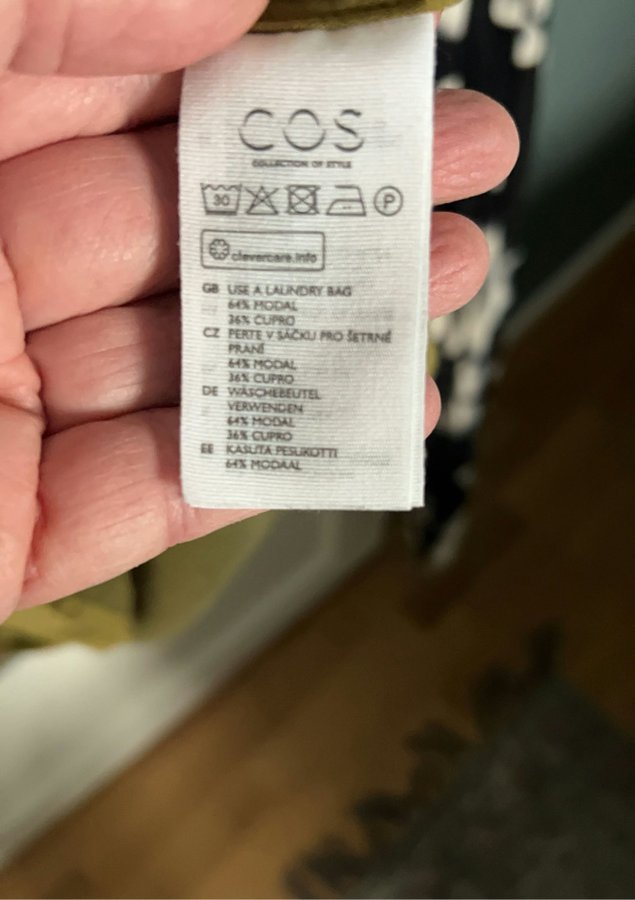 COS
COLLECTION OF STYLE
30
P
clevercare.info
GB USE A LAUNDRY BAG
64% MODAL
36% CUPRO
CZ PERTE V SÁČKU PRO ŠETRNÉ
PRANÍ
64% MODAL
36% CUPRO
DE WÄSCHEBEUTEL
VERWENDEN
64% MODAL
36% CUPRO
EE KASUTA PESUKOTTI
64% MODAAL